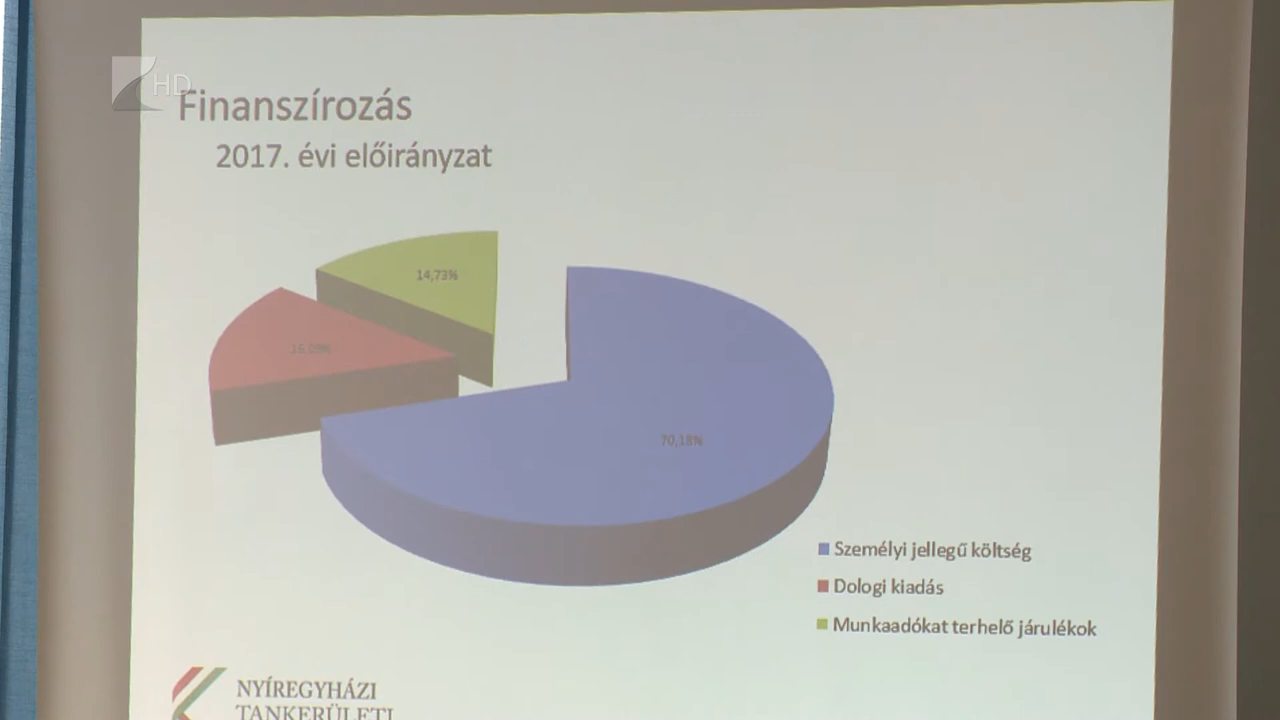 HD
Finanszírozás
2017. évi előirányzat
14,73%
70,18%
Személyi jellegű költség
Dologi kiadás
Munkaadókat terhelő járulékok
NYÍREGYHÁZI
TANKERÜLETI